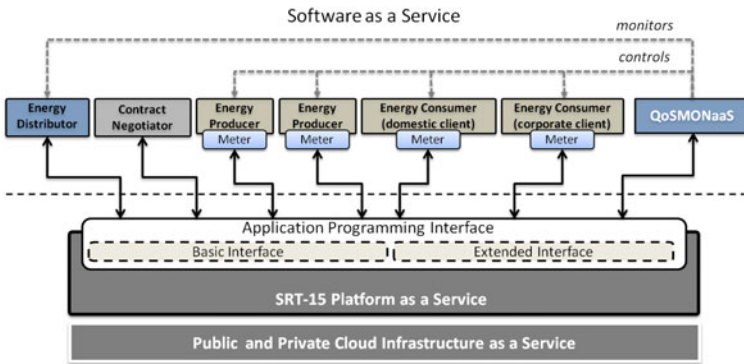 Software as a Service
monitors
controls
Energy
Distributor
Contract
Negotiator
Energy
Producer
Meter
Energy
Producer
Meter
Energy Consumer
(domestic client)
Meter
Energy Consumer
(corporate client)
Meter
QoSMONaaS
Application Programming Interface
Basic Interface
Extended Interface
SRT-15 Platform as a Service
Public and Private Cloud Infrastructure as a Service